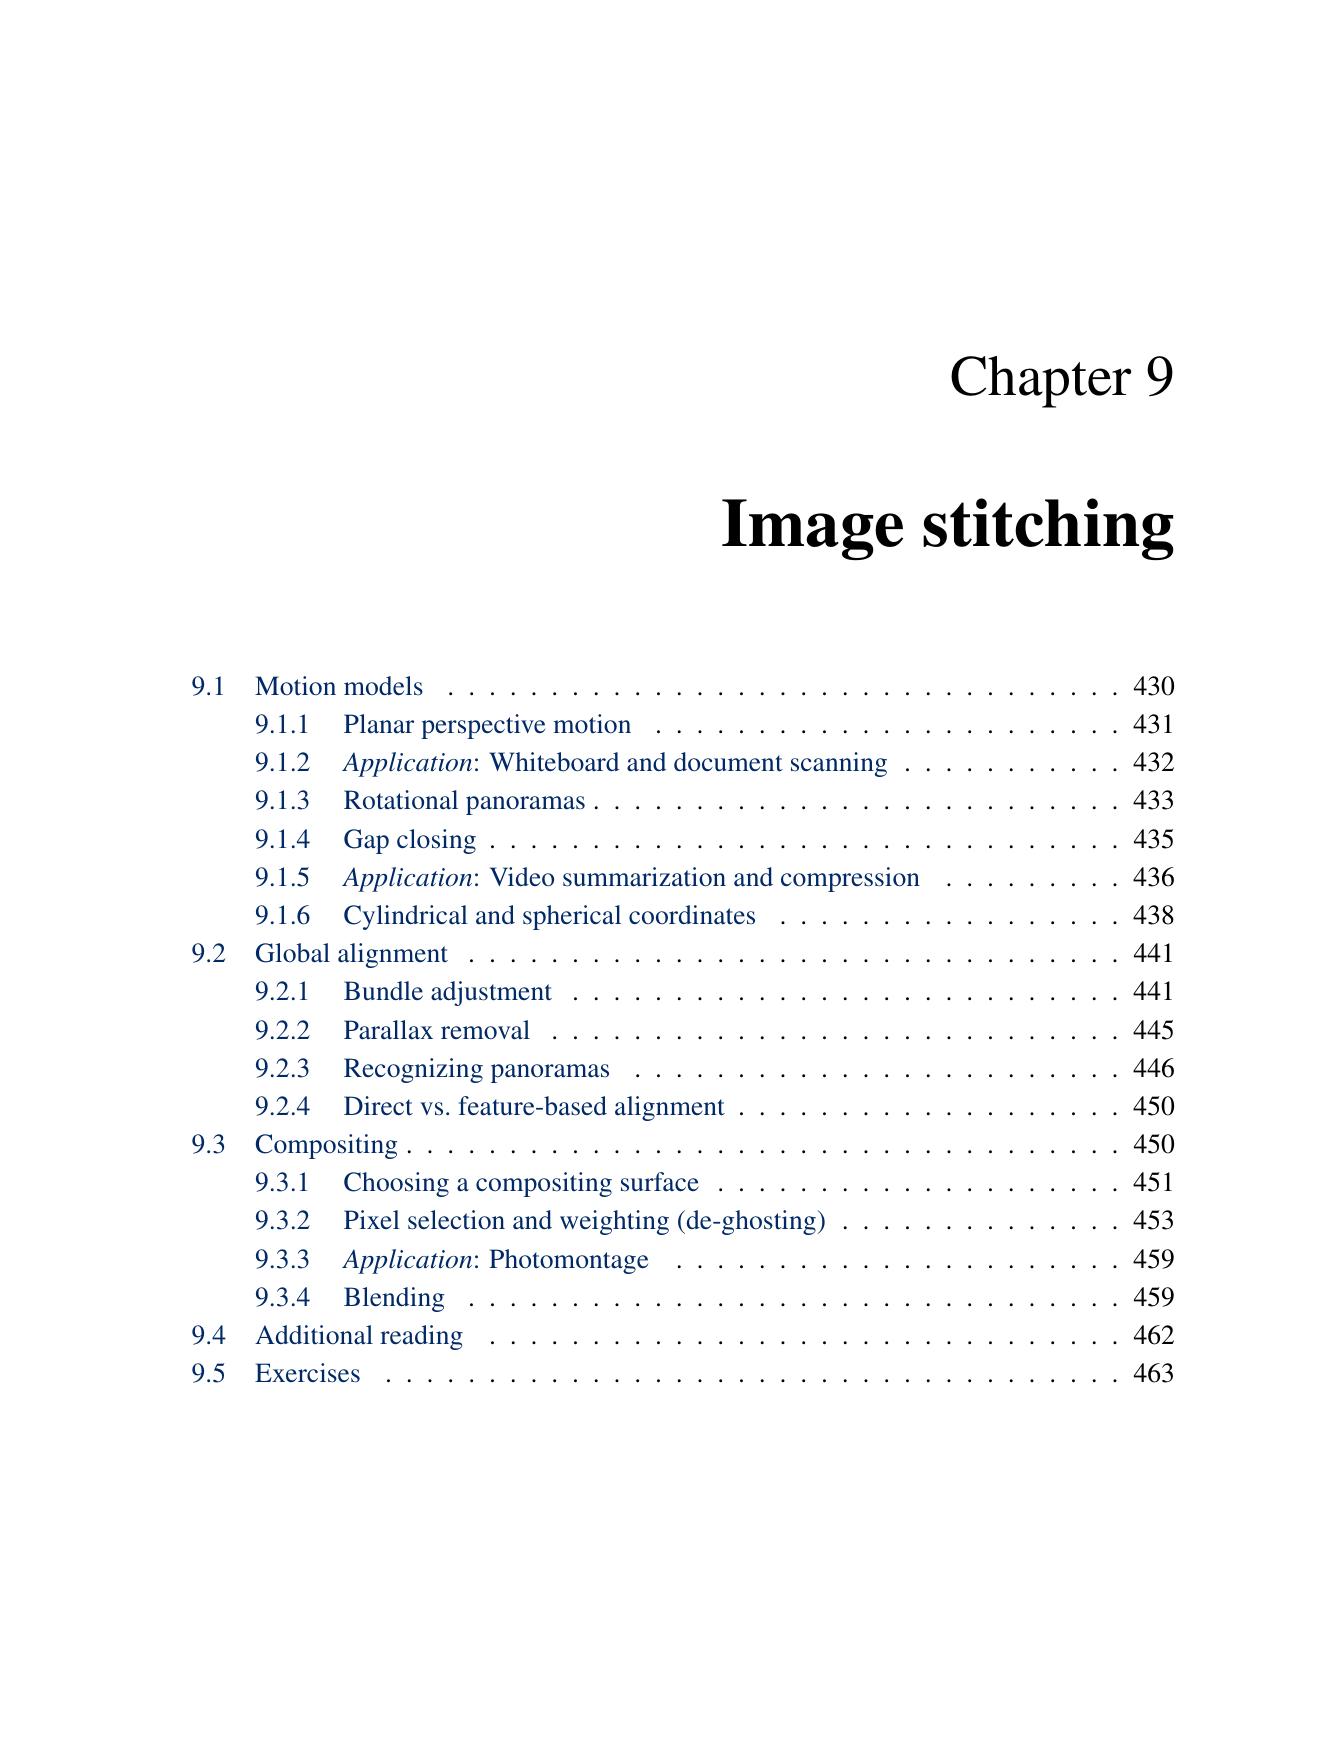 Chapter 9
Image stitching
9.1 Motion models . . . . . . . . . . . . . . . . . . . . . . . . . . . . . . . . . 430
9.1.1 Planar perspective motion . . . . . . . . . . . . . . . . . . . . . . . 431
9.1.2 Application: Whiteboard and document scanning . . . . . . . . . . . 432
9.1.3 Rotational panoramas . . . . . . . . . . . . . . . . . . . . . . . . . . 433
9.1.4 Gap closing . . . . . . . . . . . . . . . . . . . . . . . . . . . . . . . 435
9.1.5 Application: Video summarization and compression . . . . . . . . . 436
9.1.6 Cylindrical and spherical coordinates . . . . . . . . . . . . . . . . . 438
9.2 Global alignment . . . . . . . . . . . . . . . . . . . . . . . . . . . . . . . . 441
9.2.1 Bundle adjustment . . . . . . . . . . . . . . . . . . . . . . . . . . . 441
9.2.2 Parallax removal . . . . . . . . . . . . . . . . . . . . . . . . . . . . 445
9.2.3 Recognizing panoramas . . . . . . . . . . . . . . . . . . . . . . . . 446
9.2.4 Direct vs. feature-based alignment . . . . . . . . . . . . . . . . . . . 450
9.3 Compositing . . . . . . . . . . . . . . . . . . . . . . . . . . . . . . . . . . . 450
9.3.1 Choosing a compositing surface . . . . . . . . . . . . . . . . . . . . 451
9.3.2 Pixel selection and weighting (de-ghosting) . . . . . . . . . . . . . . 453
9.3.3 Application: Photomontage . . . . . . . . . . . . . . . . . . . . . . 459
9.3.4 Blending . . . . . . . . . . . . . . . . . . . . . . . . . . . . . . . . 459
9.4 Additional reading . . . . . . . . . . . . . . . . . . . . . . . . . . . . . . . 462
9.5 Exercises . . . . . . . . . . . . . . . . . . . . . . . . . . . . . . . . . . . . 463